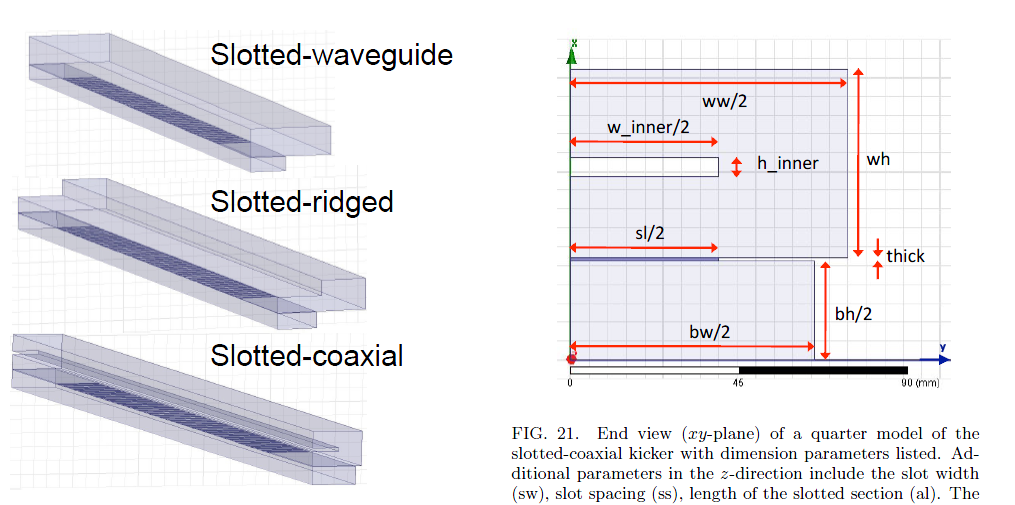 Slotted-waveguide
Slotted-ridged
Slotted-coaxial
x
ww/2
w_inner/2
h_inner
wh
sl/2
thick
bh/2
bw/2
y
0
45
90 (mm)
FIG. 21. End view (xy-plane) of a quarter model of the
slotted-coaxial kicker with dimension parameters listed. Ad-
ditional parameters in the z-direction include the slot width
(sw), slot spacing (ss), length of the slotted section (al). The